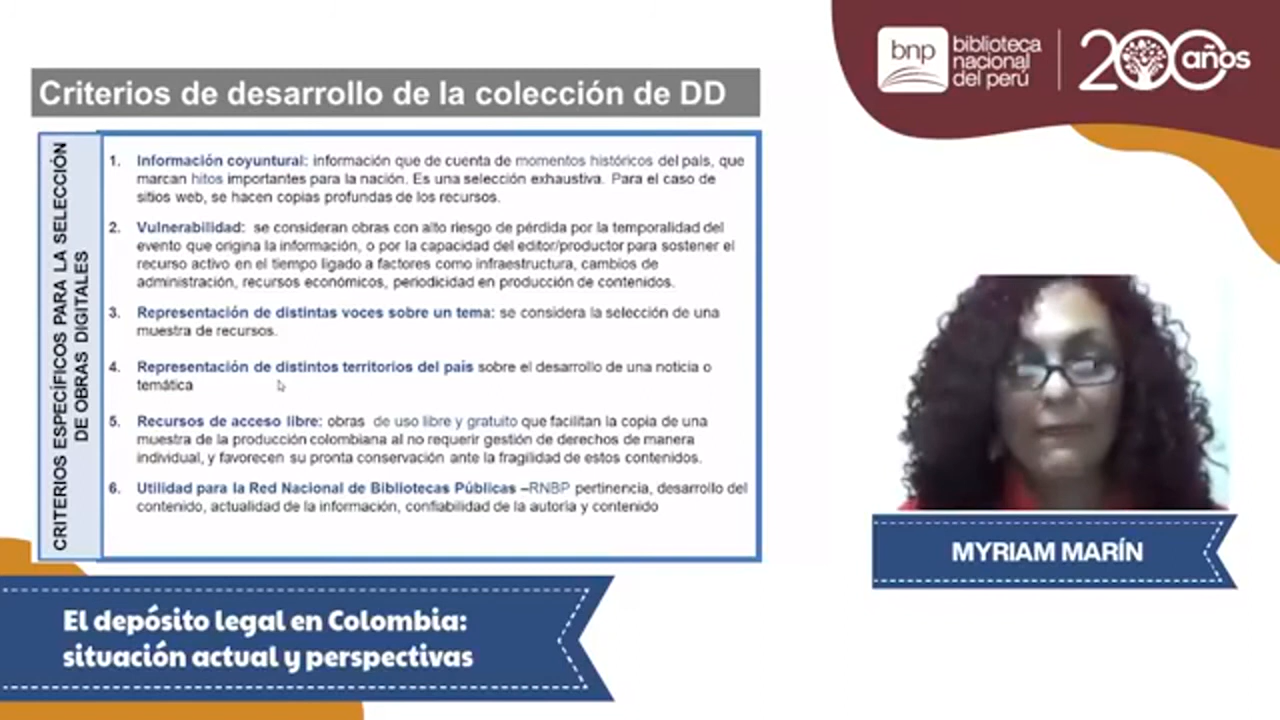 bnp
biblioteca
nacional
del perú
200 años
Criterios de desarrollo de la colección de DD
CRITERIOS ESPECÍFICOS PARA LA SELECCIÓN
DE OBRAS DIGITALES
1. Información coyuntural: información que de cuenta de momentos históricos del país, que
marcan hitos importantes para la nación. Es una selección exhaustiva. Para el caso de
sitios web, se hacen copias profundas de los recursos.
2. Vulnerabilidad: se consideran obras con alto riesgo de pérdida por la temporalidad del
evento que origina la información, o por la capacidad del editor/productor para sostener el
recurso activo en el tiempo ligado a factores como infraestructura, cambios de
administración, recursos económicos, periodicidad en producción de contenidos.
3. Representación de distintas voces sobre un tema: se considera la selección de una
muestra de recursos.
4. Representación de distintos territorios del país sobre el desarrollo de una noticia o
temática
5. Recursos de acceso libre: obras de uso libre y gratuito que facilitan la copia de una
muestra de la producción colombiana al no requerir gestión de derechos de manera
individual, y favorecen su pronta conservación ante la fragilidad de estos contenidos.
6. Utilidad para la Red Nacional de Bibliotecas Públicas –RNBP pertinencia, desarrollo del
contenido, actualidad de la información, confiabilidad de la autoría y contenido
MYRIAM MARÍN
El depósito legal en Colombia:
situación actual y perspectivas